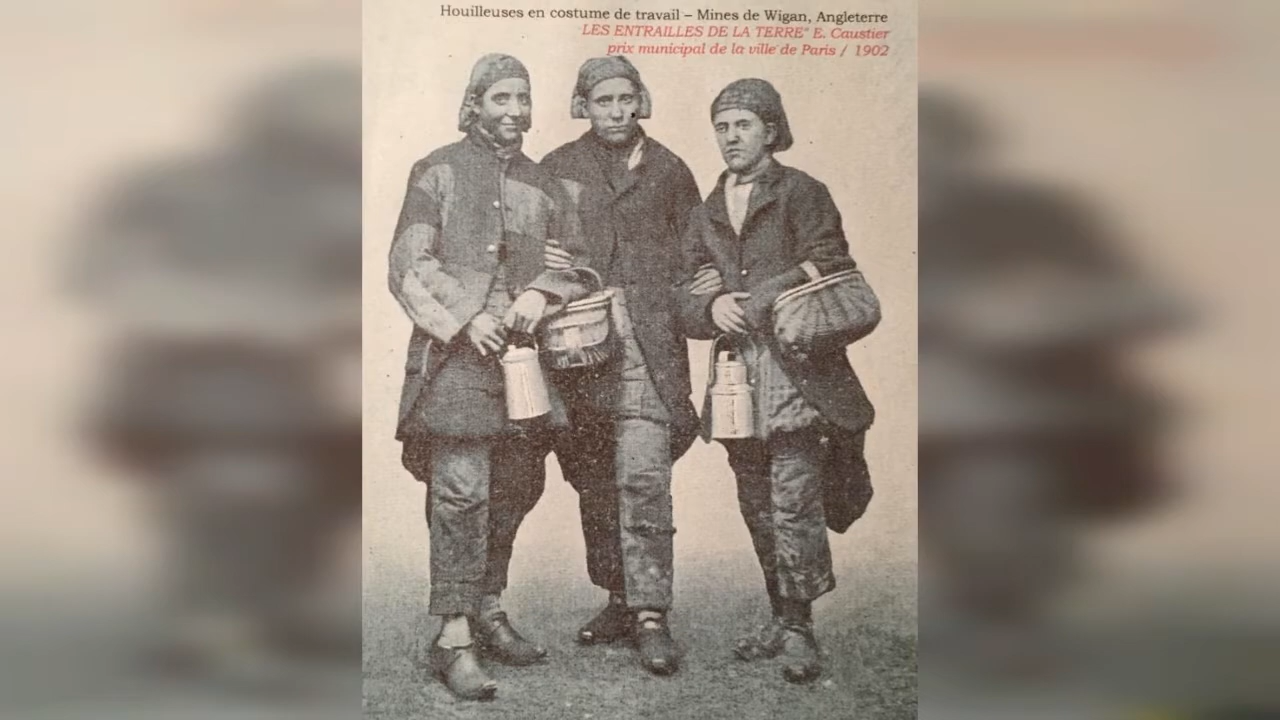 Houilleuses en costume de travail – Mines de Wigan, Angleterre
LES ENTRAILLES DE LA TERRE" E. Caustier
prix municipal de la ville de Paris / 1902